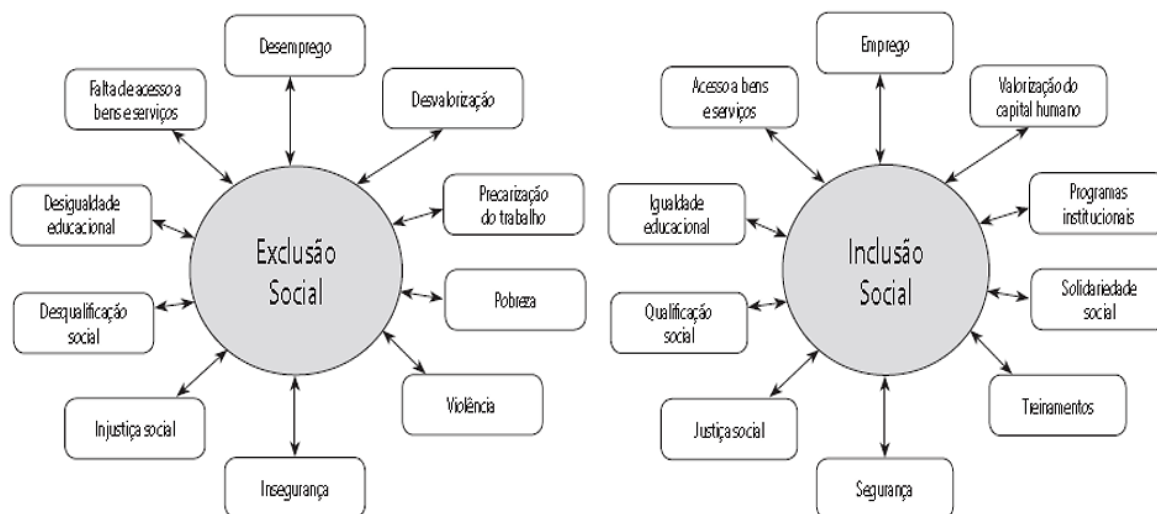 Desemprego
Falta de acesso a
bens e serviços
Desvalorização
Desigualdade
educacional
Precarização
do trabalho
Exclusão
Social
Desqualificação
social
Pobreza
Injustiça social
Violência
Insegurança
Emprego
Acesso a bens
e serviços
Valorização do
capital humano
Igualdade
educacional
Programas
institucionais
Inclusão
Social
Qualificação
social
Solidariedade
social
Justiça social
Treinamentos
Segurança